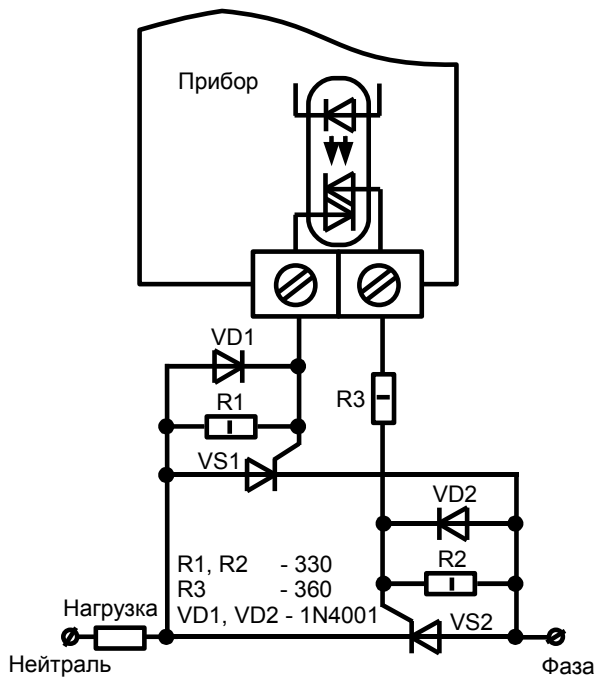 Прибор
VD1
R1
R3
VS1
VD2
R1, R2 - 330
R2
R3 - 360
VD1, VD2 - 1N4001
Нагрузка
VS2
Нейтраль
Фаза